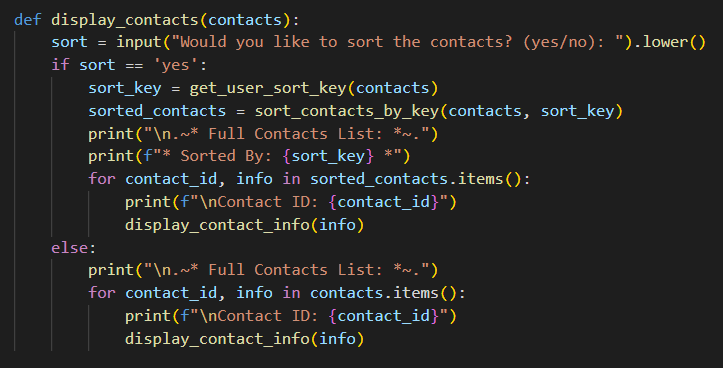 def display_contacts(contacts):
    sort = input("Would you like to sort the contacts? (yes/no): ").lower()
    if sort == 'yes':
        sort_key = get_user_sort_key(contacts)
        sorted_contacts = sort_contacts_by_key(contacts, sort_key)
        print("\n.~* Full Contacts List: *~.")
        print(f"* Sorted By: {sort_key} *")
        for contact_id, info in sorted_contacts.items():
            print(f"\nContact ID: {contact_id}")
            display_contact_info(info)
    else:
        print("\n.~* Full Contacts List: *~.")
        for contact_id, info in contacts.items():
            print(f"\nContact ID: {contact_id}")
            display_contact_info(info)